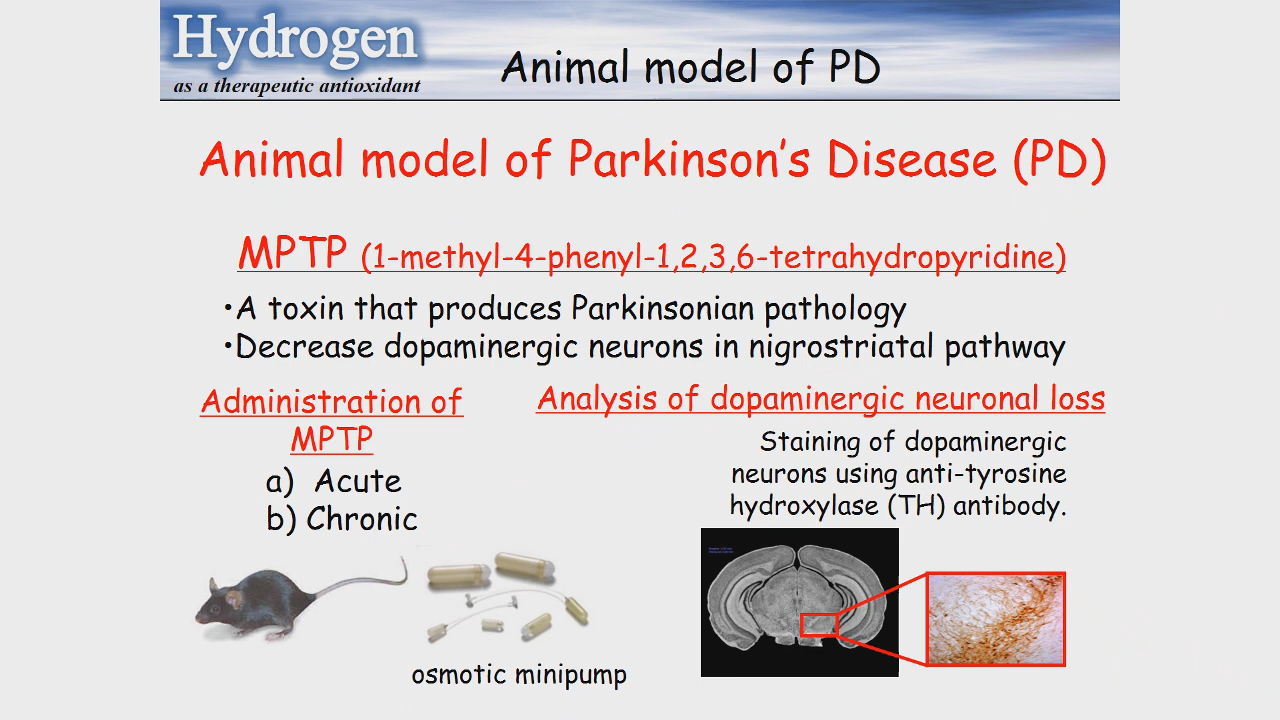 Hydrogen
as a therapeutic antioxidant
Animal model of PD
Animal model of Parkinson's Disease (PD)
MPTP (1-methyl-4-phenyl-1,2,3,6-tetrahydropyridine)
•A toxin that produces Parkinsonian pathology
•Decrease dopaminergic neurons in nigrostriatal pathway
Administration of
MPTP
a) Acute
b) Chronic
osmotic minipump
Analysis of dopaminergic neuronal loss
Staining of dopaminergic
neurons using anti-tyrosine
hydroxylase (TH) antibody.